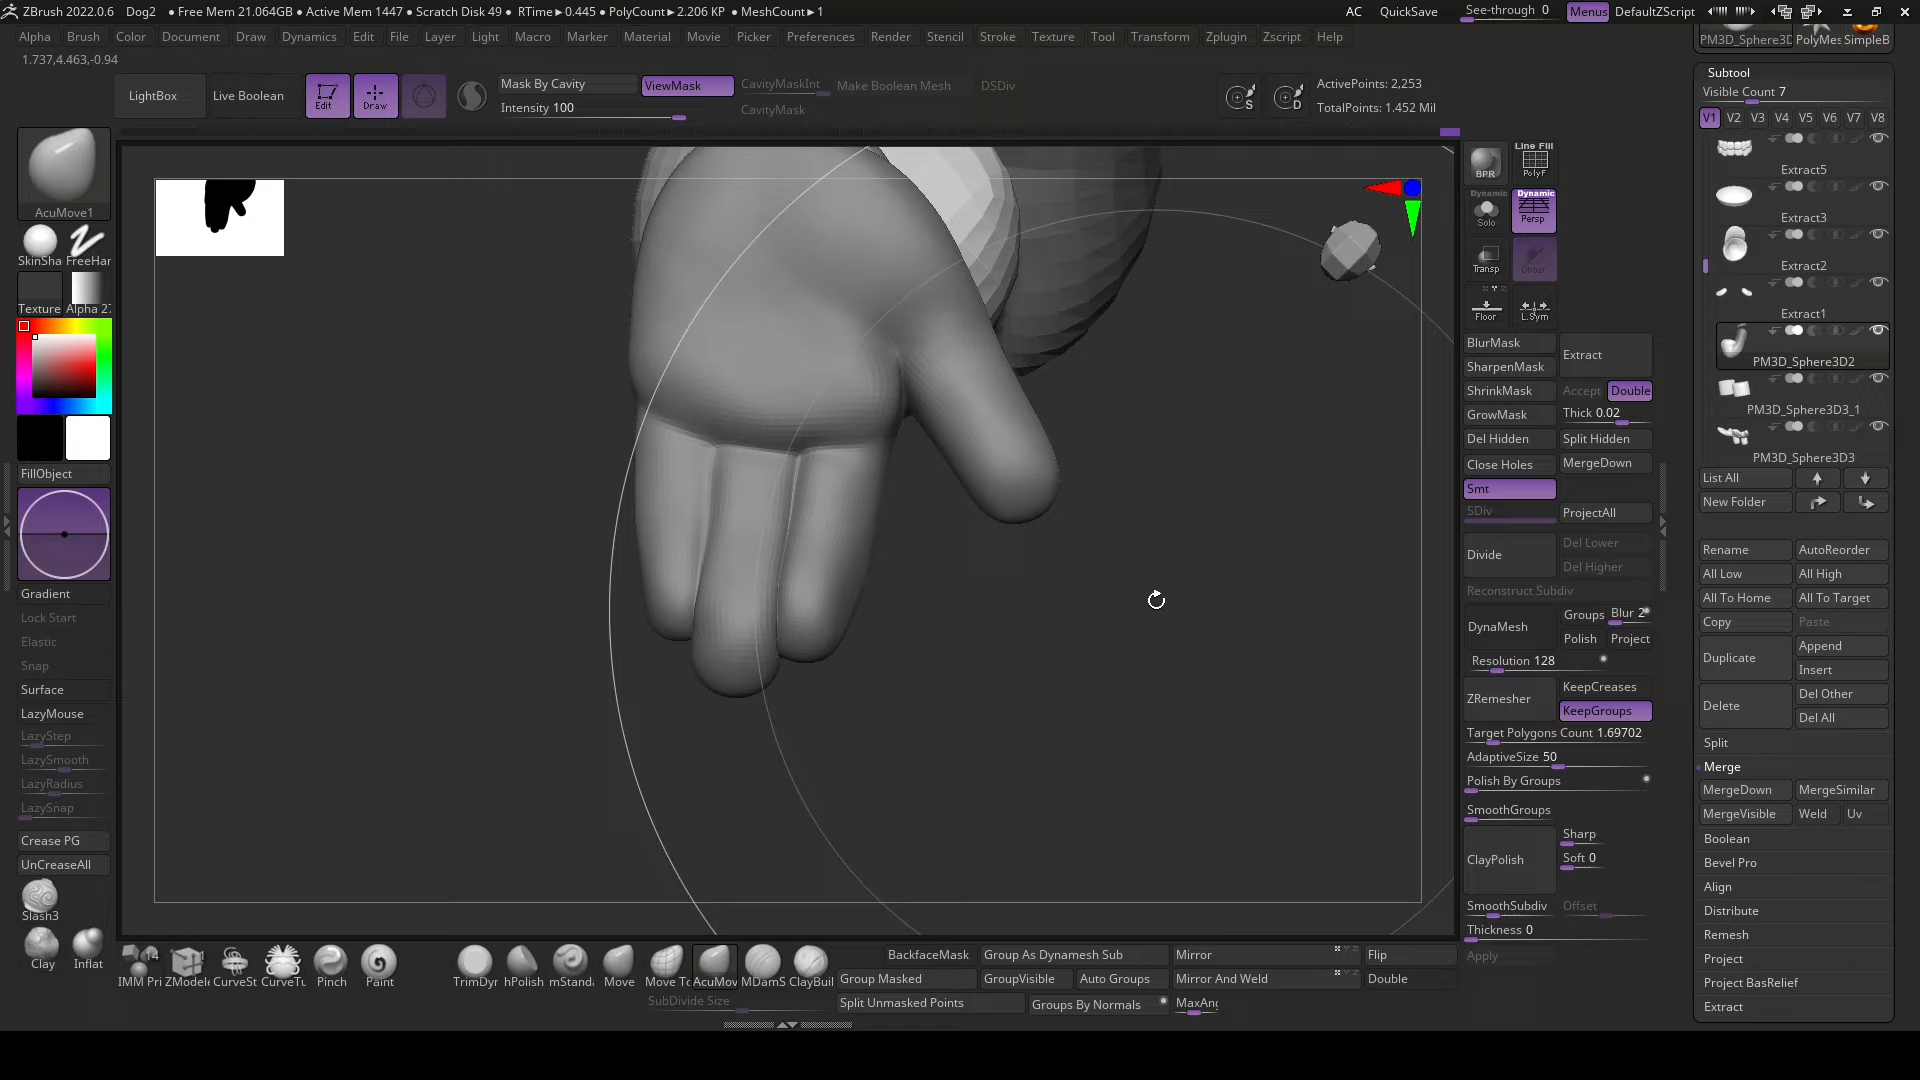 ZBrush 2022.0.6 Dog2 • Free Mem 21.064GB • Active Mem 1447 • Scratch Disk 49 • RTime▸0.445 • PolyCount▸2.206 KP • MeshCount▸1 AC QuickSave See-through 0 Menus DefaultZScript
Alpha Brush Color Document Draw Dynamics Edit File Layer Light Macro Marker Material Movie Picker Preferences Render Stencil Stroke Texture Tool Transform Zplugin Zscript Help
PM3D_Sphere3D PolyMes SimpleB
1.737,4.463,-0.94
LightBox Live Boolean Edit Draw
Mask By Cavity ViewMask CavityMaskInt Make Boolean Mesh DSDiv
Intensity 100 CavityMask
S D
ActivePoints: 2,253
TotalPoints: 1.452 Mil
Subtool
Visible Count 7
V1 V2 V3 V4 V5 V6 V7 V8
Extract5
Extract3
Extract2
Extract1
PM3D_Sphere3D2
PM3D_Sphere3D3_1
PM3D_Sphere3D3
List All
New Folder
Rename AutoReorder
All Low All High
All To Home All To Target
Copy Paste
Duplicate Append
Insert
Delete Del Other
Del All
Split
Merge
MergeDown MergeSimilar
MergeVisible Weld Uv
Boolean
Bevel Pro
Align
Distribute
Remesh
Project
Project BasRelief
Extract
AcuMove1
SkinSha FreeHan
Texture Alpha 27
FillObject
Gradient
Lock Start
Elastic
Snap
Surface
LazyMouse
LazyStep
LazySmooth
LazyRadius
LazySnap
Crease PG
UnCreaseAll
Slash3
Clay Inflat
BPR Line Fill PolyF
Dynamic Solo Dynamic Persp
Transp Ghost
Floor L.Sym
BlurMask Extract
SharpenMask
ShrinkMask Accept Double
GrowMask Thick 0.02
Del Hidden Split Hidden
Close Holes MergeDown
Smt
SDiv ProjectAll
Divide Del Lower
Del Higher
Reconstruct Subdiv
DynaMesh Groups Blur 2
Polish Project
Resolution 128
ZRemesher KeepCreases
KeepGroups
Target Polygons Count 1.69702
AdaptiveSize 50
Polish By Groups
SmoothGroups
ClayPolish Sharp
Soft 0
SmoothSubdiv Offset
Thickness 0
Apply
14
IMM Pri ZModele CurveSt CurveTu Pinch Paint TrimDyr hPolish mStand Move Move To AcuMov MDamS ClayBuil
SubDivide Size
BackfaceMask Group As Dynamesh Sub Mirror Flip
Group Masked GroupVisible Auto Groups Mirror And Weld Double
Split Unmasked Points Groups By Normals MaxAng